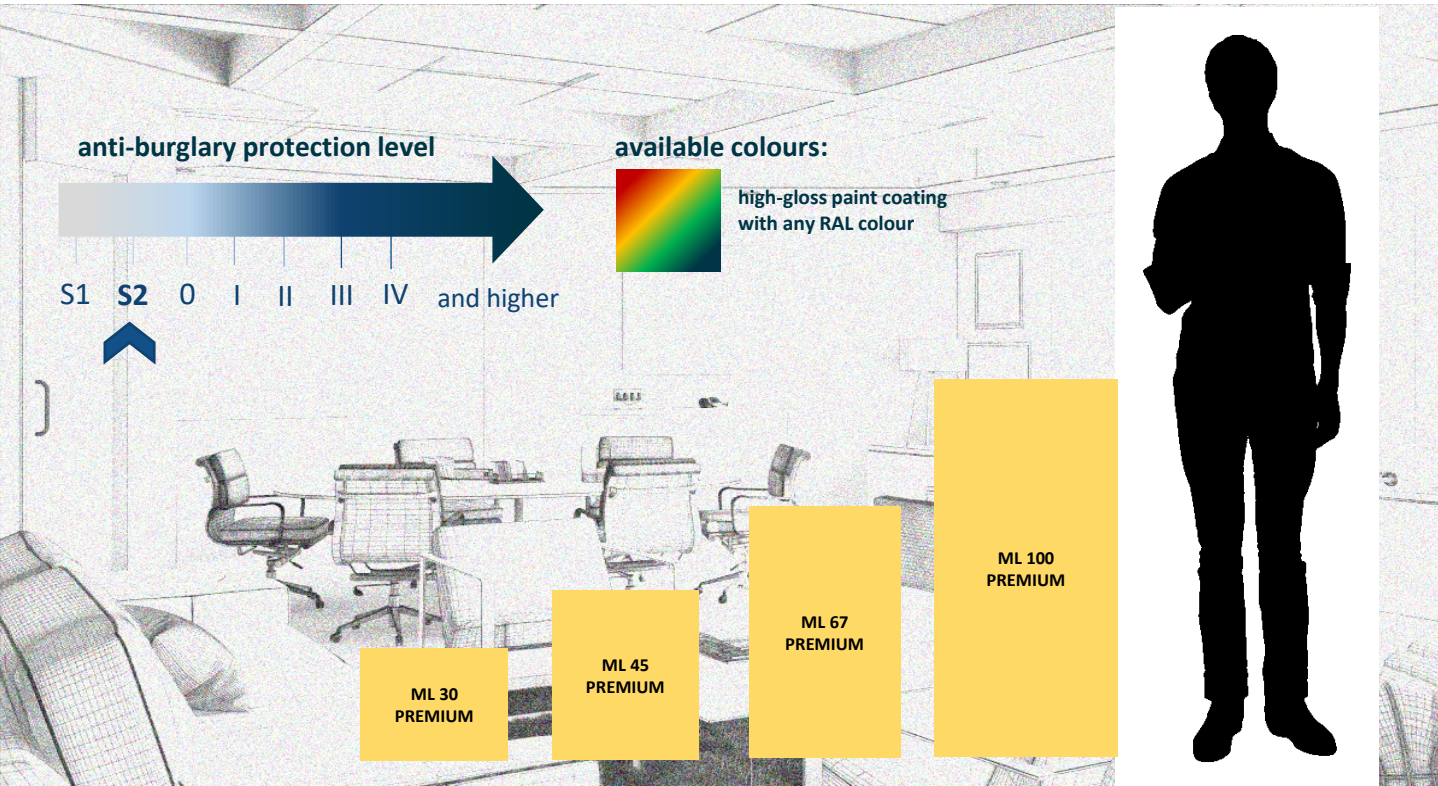 anti-burglary protection level
S1 S2 0 I II III IV and higher
available colours:
high-gloss paint coating
with any RAL colour
ML 30
PREMIUM
ML 45
PREMIUM
ML 67
PREMIUM
ML 100
PREMIUM